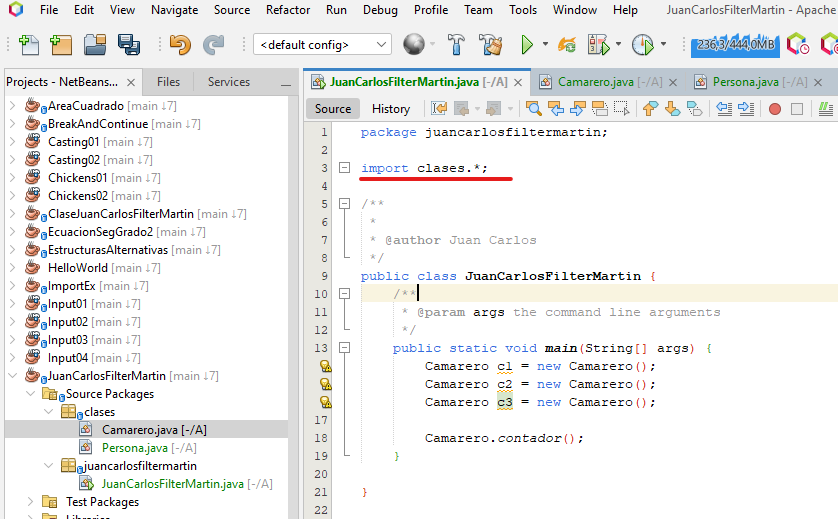 File Edit View Navigate Source Refactor Run Debug Profile Team Tools Window Help JuanCarlosFilterMartin - Apache
<default config> 236,3/444,0MB
Projects - NetBeans... × Files Services
JuanCarlosFilterMartin.java [-/A] × Camarero.java [-/A] × Persona.java [-/A] ×
Source History
AreaCuadrado [main ↓7]
BreakAndContinue [main ↓7]
Casting01 [main ↓7]
Casting02 [main ↓7]
Chickens01 [main ↓7]
Chickens02 [main ↓7]
ClaseJuanCarlosFilterMartin [main ↓7]
EcuacionSegGrado2 [main ↓7]
EstructurasAlternativas [main ↓7]
HelloWorld [main ↓7]
ImportEx [main ↓7]
Input01 [main ↓7]
Input02 [main ↓7]
Input03 [main ↓7]
Input04 [main ↓7]
JuanCarlosFilterMartin [main ↓7]
Source Packages
clases
Camarero.java [-/A]
Persona.java [-/A]
juancarlosfiltermartin
JuanCarlosFilterMartin.java [-/A]
Test Packages
1 package juancarlosfiltermartin;
2
3 import clases.*;
4
5 /**
6 *
7 * @author Juan Carlos
8 */
9 public class JuanCarlosFilterMartin {
10 /**
11 * @param args the command line arguments
12 */
13 public static void main(String[] args) {
Camarero c1 = new Camarero();
Camarero c2 = new Camarero();
Camarero c3 = new Camarero();
17
18 Camarero.contador();
19 }
20
21 }
22